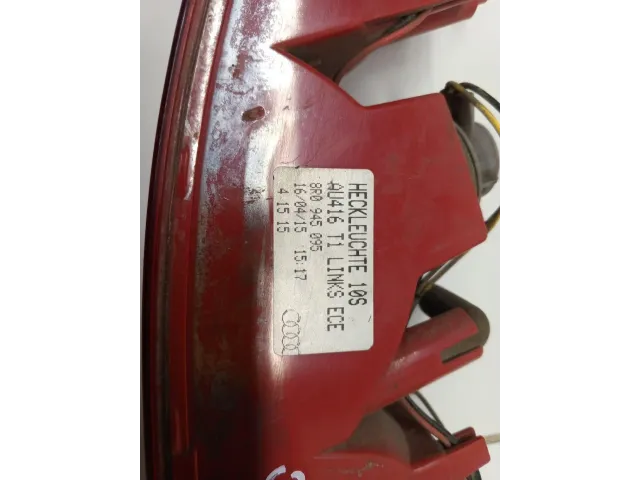 HECKLEUCHTE 10S
AU416 T1 LINKS ECE
8R0 945 095
16/04/15 15:17
4 15 15